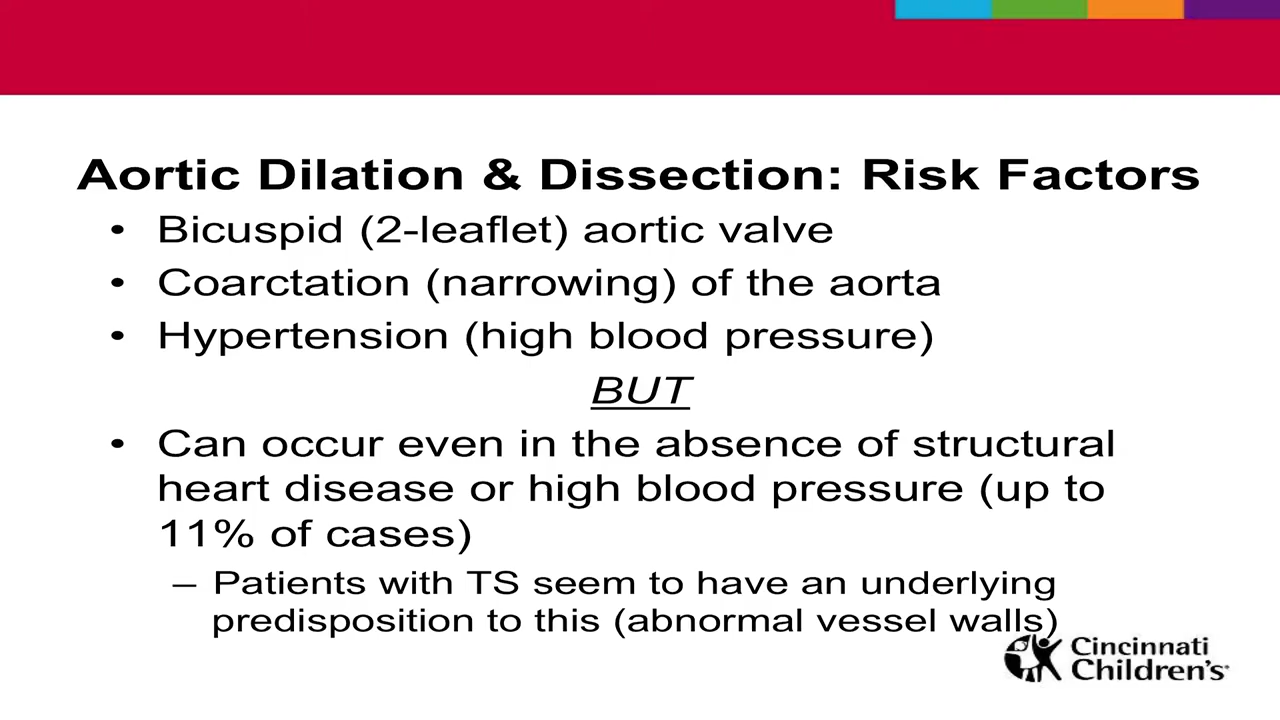 Aortic Dilation & Dissection: Risk Factors
• Bicuspid (2-leaflet) aortic valve
• Coarctation (narrowing) of the aorta
• Hypertension (high blood pressure)
BUT
• Can occur even in the absence of structural
heart disease or high blood pressure (up to
11% of cases)
– Patients with TS seem to have an underlying
predisposition to this (abnormal vessel walls)
Cincinnati
Children's